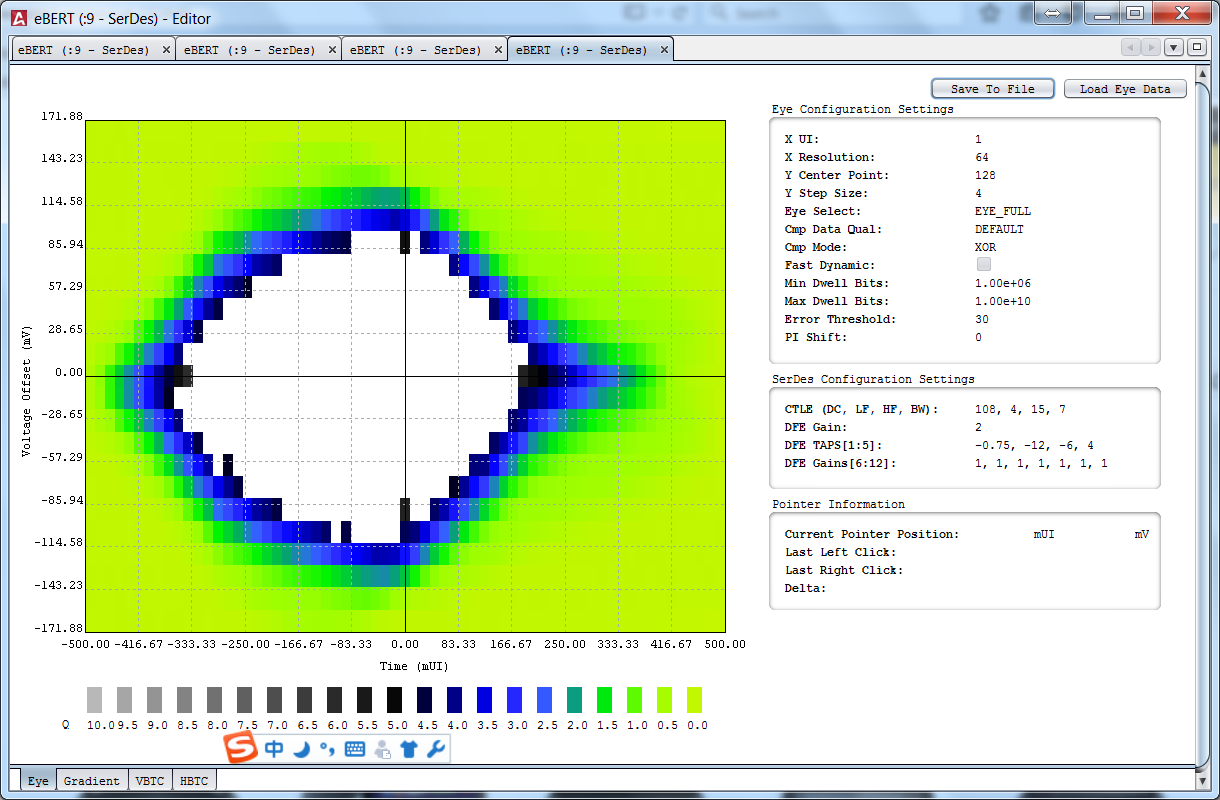 eBERT (:9 - SerDes) - Editor
eBERT (:9 - SerDes) eBERT (:9 - SerDes) eBERT (:9 - SerDes) eBERT (:9 - SerDes)
Save To File Load Eye Data
Eye Configuration Settings
X UI: 1
X Resolution: 64
Y Center Point: 128
Y Step Size: 4
Eye Select: EYE_FULL
Cmp Data Qual: DEFAULT
Cmp Mode: XOR
Fast Dynamic:
Min Dwell Bits: 1.00e+06
Max Dwell Bits: 1.00e+10
Error Threshold: 30
PI Shift: 0
SerDes Configuration Settings
CTLE (DC, LF, HF, BW): 108, 4, 15, 7
DFE Gain: 2
DFE TAPS[1:5]: -0.75, -12, -6, 4
DFE Gains[6:12]: 1, 1, 1, 1, 1, 1, 1
Pointer Information
Current Pointer Position: mUI mV
Last Left Click:
Last Right Click:
Delta:
171.88
143.23
114.58
85.94
57.29
28.65
0.00
-28.65
-57.29
-85.94
-114.58
-143.23
-171.88
Voltage Offset (mV)
-500.00 -416.67 -333.33 -250.00 -166.67 -83.33 0.00 83.33 166.67 250.00 333.33 416.67 500.00
Time (mUI)
Q 10.0 9.5 9.0 8.5 8.0 7.5 7.0 6.5 6.0 5.5 5.0 4.5 4.0 3.5 3.0 2.5 2.0 1.5 1.0 0.5 0.0
S 中
Eye Gradient VBTC HBTC